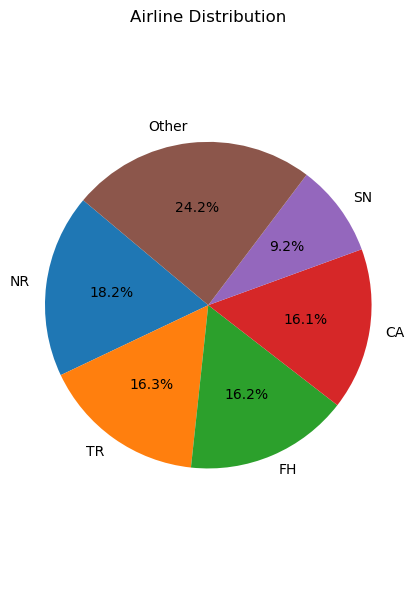 Airline Distribution
Other
24.2%
SN
9.2%
NR
18.2%
CA
16.1%
TR
16.3%
FH
16.2%